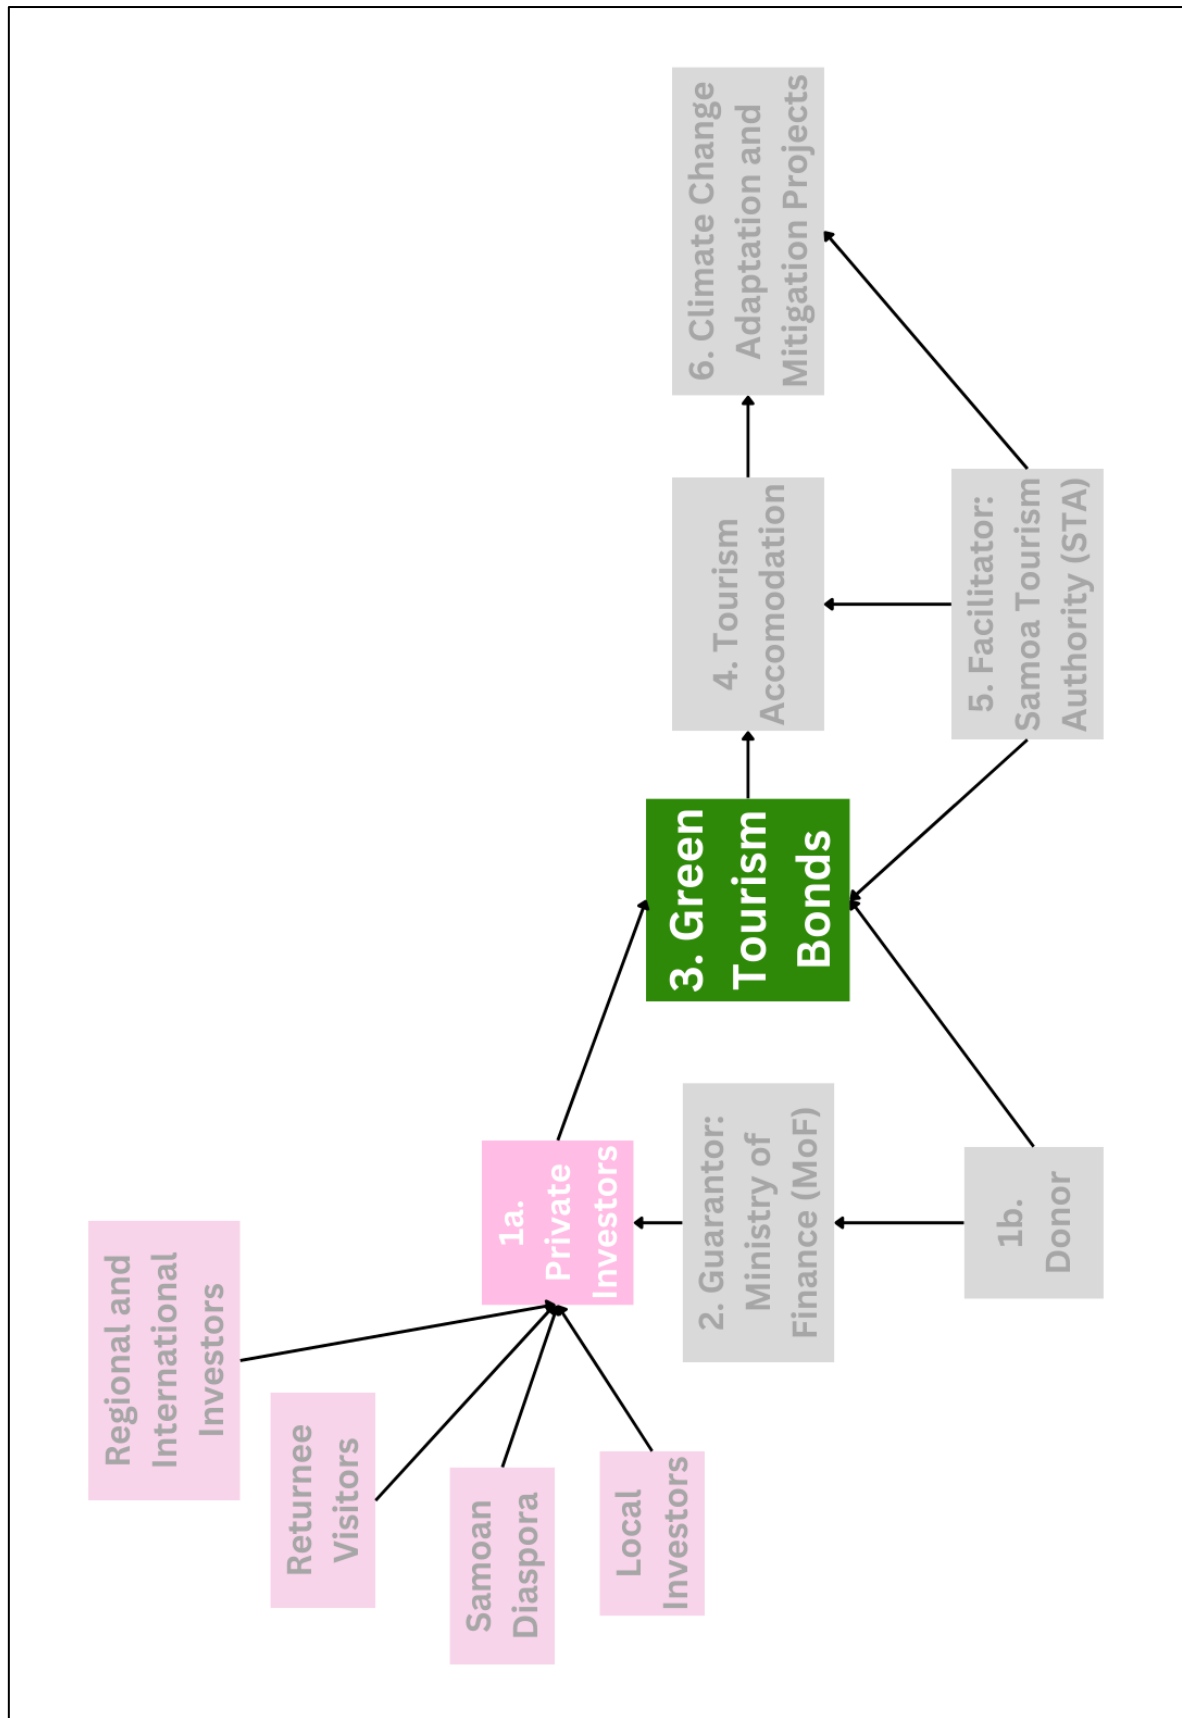 Regional and
International
Investors
Returnee
Visitors
Samoan
Diaspora
Local
Investors
1a.
Private
Investors
2. Guarantor:
Ministry of
Finance (MoF)
1b.
Donor
3. Green
Tourism
Bonds
4. Tourism
Accomodation
5. Facilitator:
Samoa Tourism
Authority (STA)
6. Climate Change
Adaptation and
Mitigation Projects